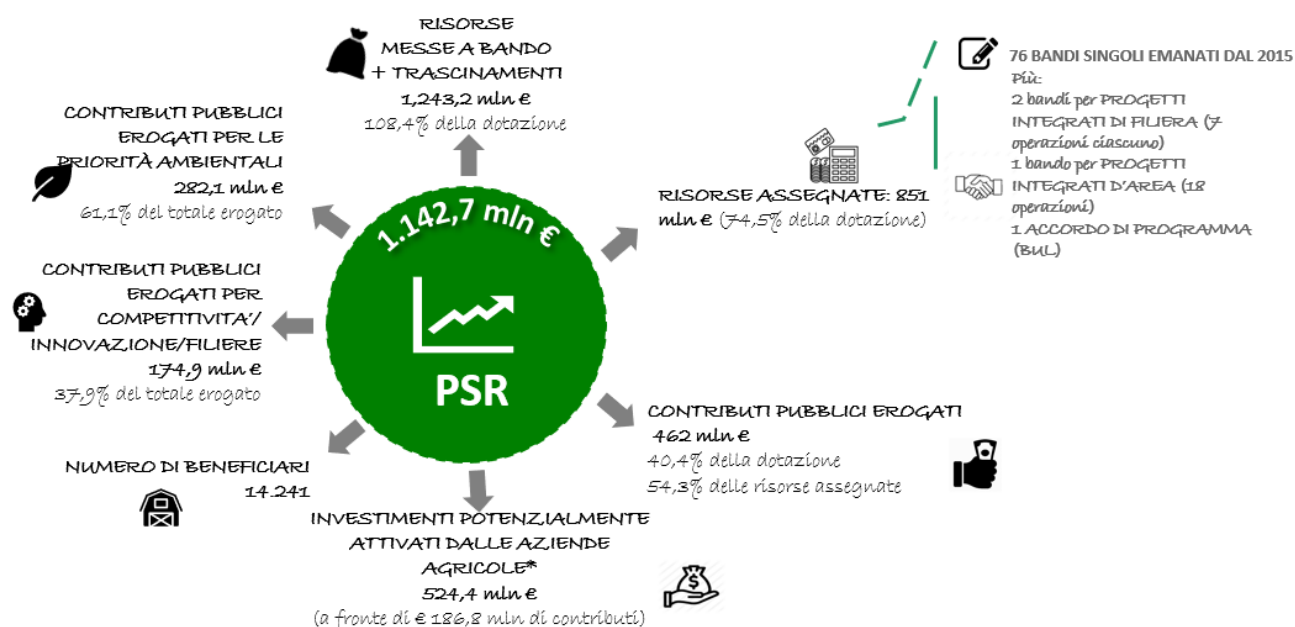 RISORSE
MESSE A BANDO
+ TRASCINAMENTI
1,243,2 mln €
108,4% della dotazione
CONTRIBUTI PUBBLICI
EROGATI PER LE
PRIORITÀ AMBIENTALI
282,1 mln €
61,1% del totale erogato
CONTRIBUTI PUBBLICI
EROGATI PER
COMPETITIVITA'/
INNOVAZIONE/FILIERE
174,9 mln €
37,9% del totale erogato
NUMERO DI BENEFICIARI
14.241
INVESTIMENTI POTENZIALMENTE
ATTIVATI DALLE AZIENDE
AGRICOLE*
524,4 mln €
(a fronte di € 186,8 mln di contributi)
1.142,7 mln €
PSR
CONTRIBUTI PUBBLICI EROGATI
462 mln €
40,4% della dotazione
54,3% delle risorse assegnate
RISORSE ASSEGNATE: 851
mln € (74,5% della dotazione)
76 BANDI SINGOLI EMANATI DAL 2015
Più:
2 bandi per PROGETTI
INTEGRATI DI FILIERA (7
operazioni ciascuno)
1 bando per PROGETTI
INTEGRATI D'AREA (18
operazioni)
1 ACCORDO DI PROGRAMMA
(BUL)